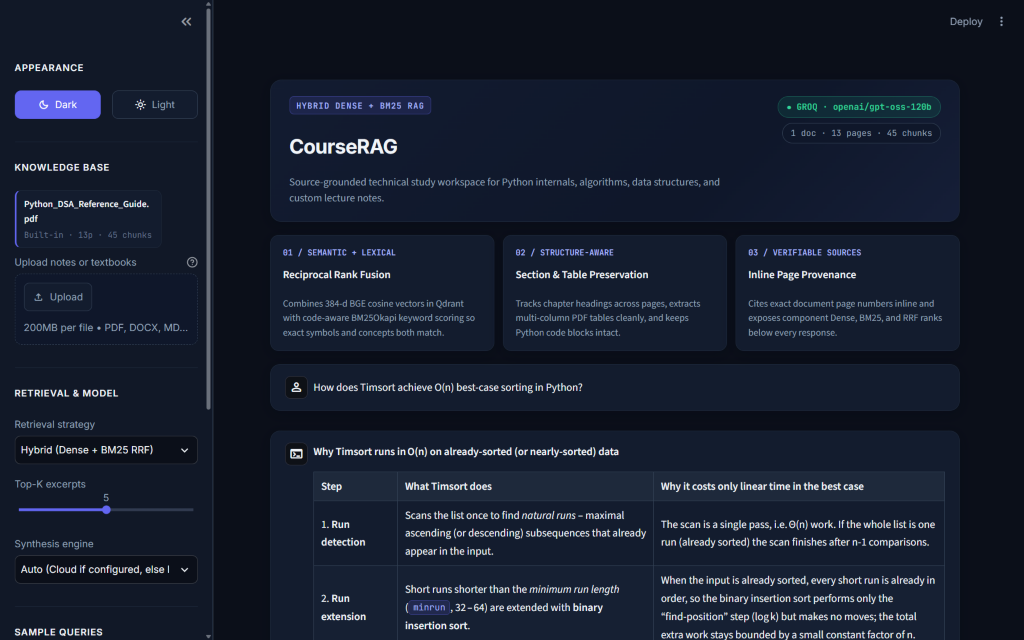 Deploy
APPEARANCE
Dark
Light
KNOWLEDGE BASE
Python_DSA_Reference_Guide.
pdf
Built-in · 13p · 45 chunks
Upload notes or textbooks
Upload
200MB per file • PDF, DOCX, MD...
RETRIEVAL & MODEL
Retrieval strategy
Hybrid (Dense + BM25 RRF)
Top-K excerpts
5
Synthesis engine
Auto (Cloud if configured, else l
SAMPLE QUERIES
HYBRID DENSE + BM25 RAG
GROQ · openai/gpt-oss-120b
1 doc · 13 pages · 45 chunks
CourseRAG
Source-grounded technical study workspace for Python internals, algorithms, data structures, and
custom lecture notes.
01 / SEMANTIC + LEXICAL
Reciprocal Rank Fusion
Combines 384-d BGE cosine vectors in Qdrant
with code-aware BM25Okapi keyword scoring so
exact symbols and concepts both match.
02 / STRUCTURE-AWARE
Section & Table Preservation
Tracks chapter headings across pages, extracts
multi-column PDF tables cleanly, and keeps
Python code blocks intact.
03 / VERIFIABLE SOURCES
Inline Page Provenance
Cites exact document page numbers inline and
exposes component Dense, BM25, and RRF ranks
below every response.
How does Timsort achieve O(n) best-case sorting in Python?
Why Timsort runs in O(n) on already-sorted (or nearly-sorted) data
Step
What Timsort does
Why it costs only linear time in the best case
1. Run
detection
Scans the list once to find natural runs – maximal
ascending (or descending) subsequences that already
appear in the input.
The scan is a single pass, i.e. Θ(n) work. If the whole list is one
run (already sorted) the scan finishes after n-1 comparisons.
2. Run
extension
Short runs shorter than the minimum run length
(minrun, 32–64) are extended with binary
insertion sort.
When the input is already sorted, every short run is already in
order, so the binary insertion sort performs only the
“find-position” step (log k) but makes no moves; the total
extra work stays bounded by a small constant factor of n.